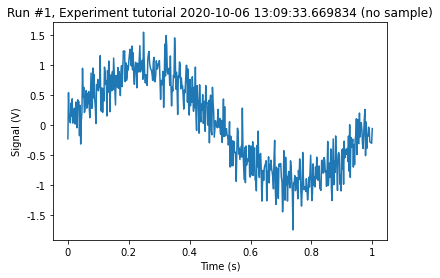 Run #1, Experiment tutorial 2020-10-06 13:09:33.669834 (no sample)
1.5
1
0.5
0
-0.5
-1
-1.5
Signal (V)
0 0.2 0.4 0.6 0.8 1
Time (s)